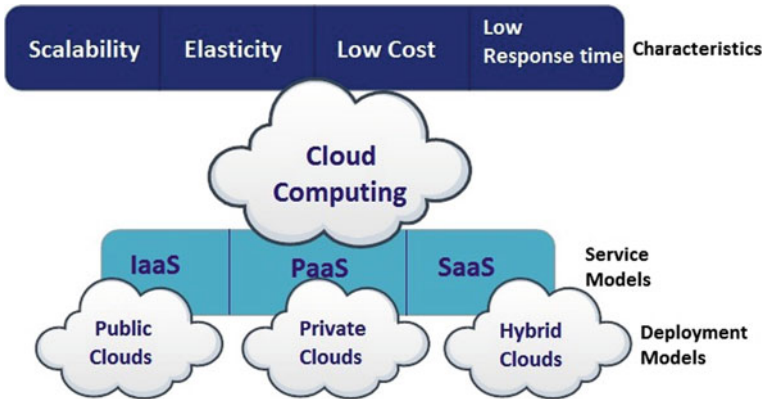 Scalability
Elasticity
Low Cost
Low
Response time
Characteristics
Cloud
Computing
IaaS
PaaS
SaaS
Service
Models
Public
Clouds
Private
Clouds
Hybrid
Clouds
Deployment
Models